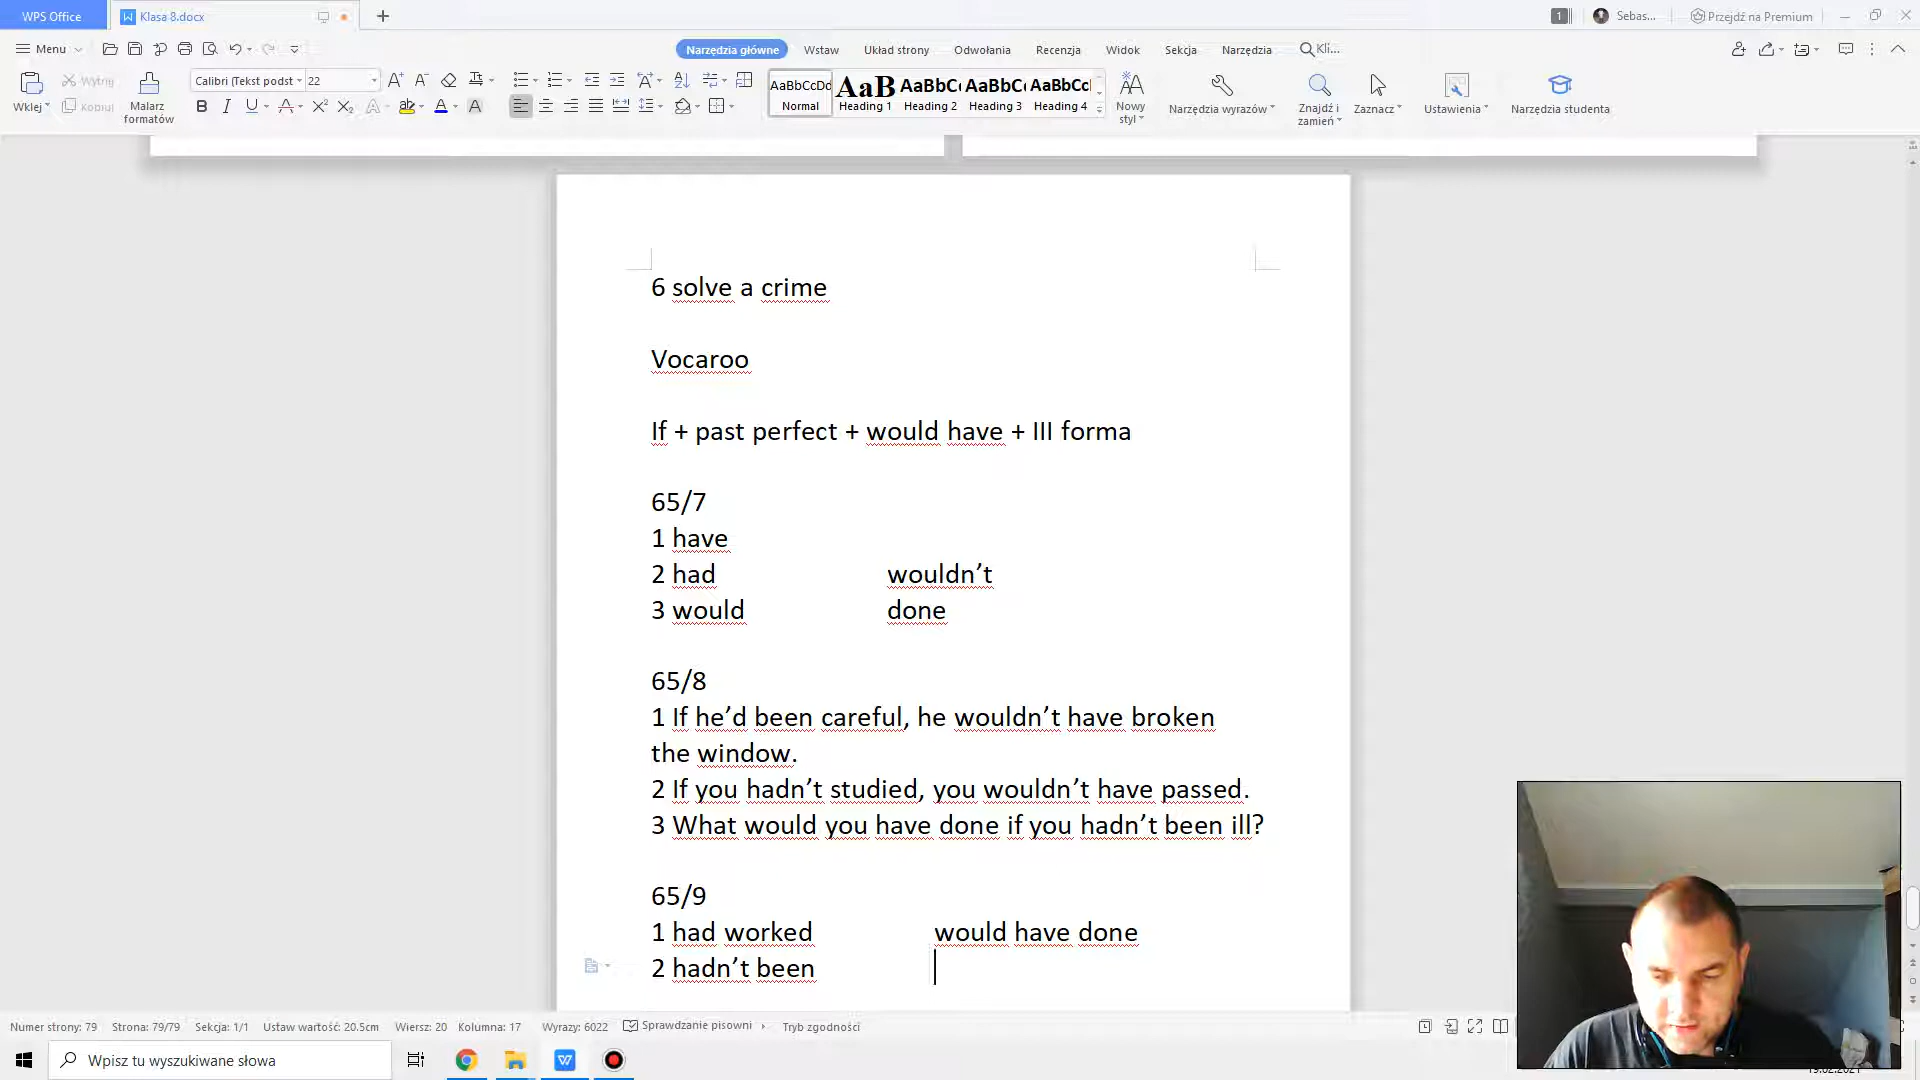 WPS Office
Klasa 8.docx
1
Sebas...
Przejdź na Premium
Menu
Narzędzia główne
Wstaw
Układ strony
Odwołania
Recenzja
Widok
Sekcja
Narzędzia
Kli...
Wklej
Wytnij
Kopiuj
Malarz formatów
Calibri (Tekst podst
22
AaBbCcDd
Normal
AaB
Heading 1
AaBbC
Heading 2
AaBbC
Heading 3
AaBbC
Heading 4
Nowy styl
Narzędzia wyrazów
Znajdź i zamień
Zaznacz
Ustawienia
Narzędzia studenta
6 solve a crime
Vocaroo
If + past perfect + would have + III forma
65/7
1 have
2 had wouldn't
3 would done
65/8
1 If he'd been careful, he wouldn't have broken
the window.
2 If you hadn't studied, you wouldn't have passed.
3 What would you have done if you hadn't been ill?
65/9
1 had worked would have done
2 hadn't been
Numer strony: 79
Strona: 79/79
Sekcja: 1/1
Ustaw wartość: 20.5cm
Wiersz: 20
Kolumna: 17
Wyrazy: 6022
Sprawdzanie pisowni
Tryb zgodności
Wpisz tu wyszukiwane słowa